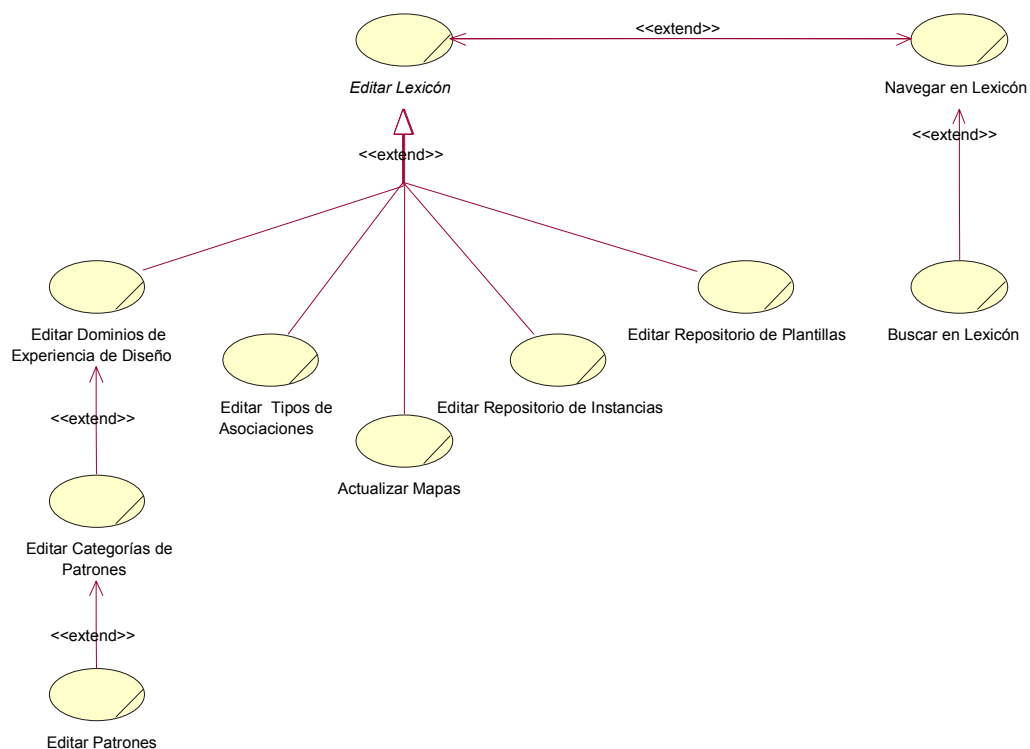 <<extend>>
Editar Lexicón
Navegar en Lexicón
<<extend>>
<<extend>>
Editar Dominios de
Experiencia de Diseño
Editar Repositorio de Plantillas
Buscar en Lexicón
Editar Tipos de
Asociaciones
Editar Repositorio de Instancias
<<extend>>
Actualizar Mapas
Editar Categorías de
Patrones
<<extend>>
Editar Patrones